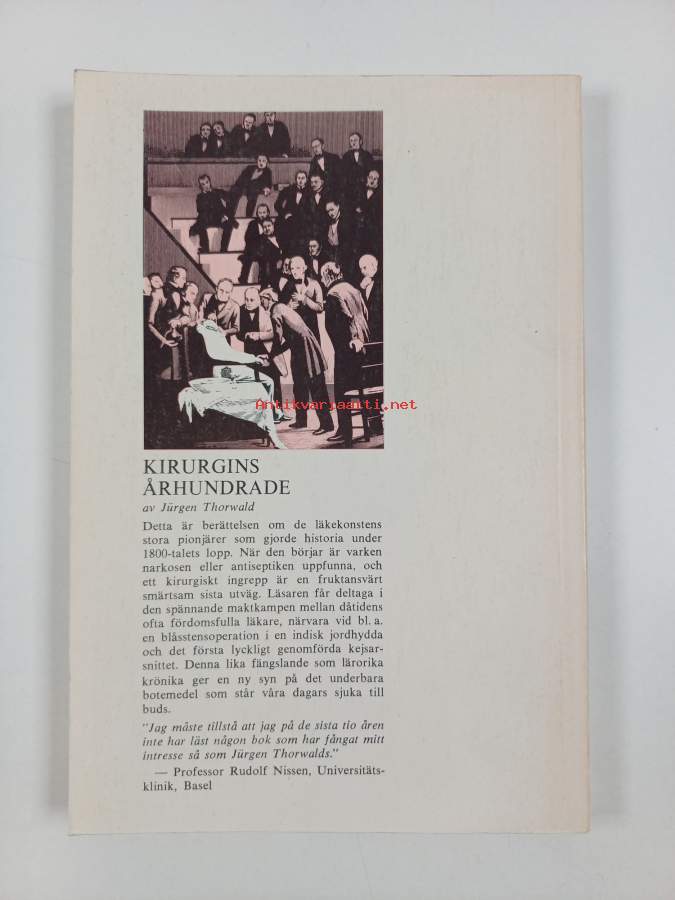 Antikvariaatti.net
KIRURGINS
ÅRHUNDRADE
av Jürgen Thorwald
Detta är berättelsen om de läkekonstens
stora pionjärer som gjorde historia under
1800-talets lopp. När den börjar är varken
narkosen eller antiseptiken uppfunna, och
ett kirurgiskt ingrepp är en fruktansvärt
smärtsam sista utväg. Läsaren får deltaga i
den spännande maktkampen mellan dåtidens
ofta fördomsfulla läkare, närvara vid bl. a.
en blåsstensoperation i en indisk jordhydda
och det första lyckligt genomförda kejsar-
snittet. Denna lika fängslande som lärorika
krönika ger en ny syn på det underbara
botemedel som står våra dagars sjuka till
buds.
"Jag måste tillstå att jag på de sista tio åren
inte har läst någon bok som har fångat mitt
intresse så som Jürgen Thorwalds."
— Professor Rudolf Nissen, Universitäts-
klinik, Basel